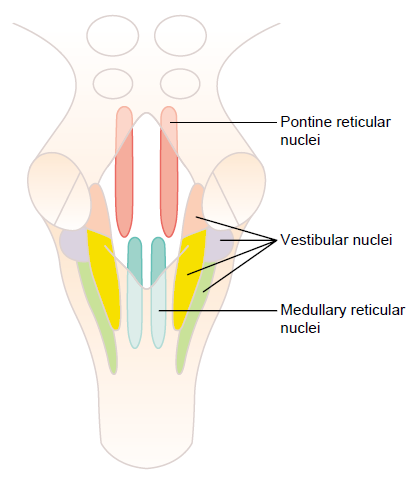 Pontine reticular
nuclei
Vestibular nuclei
Medullary reticular
nuclei